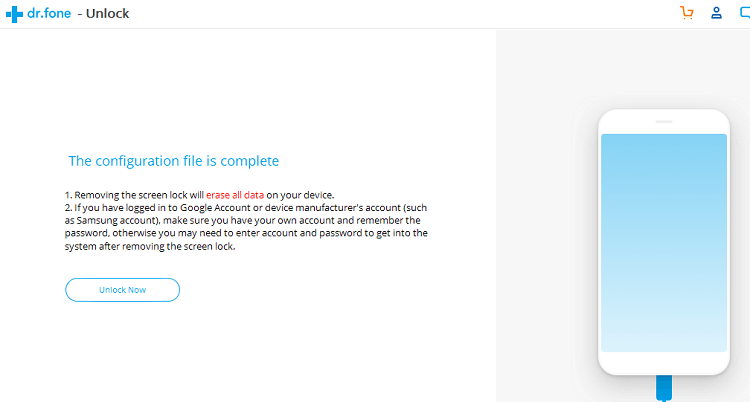 dr.fone - Unlock
The configuration file is complete
1. Removing the screen lock will erase all data on your device.
2. If you have logged in to Google Account or device manufacturer's account (such
as Samsung account), make sure you have your own account and remember the
password, otherwise you may need to enter account and password to get into the
system after removing the screen lock.
Unlock Now